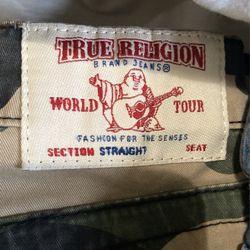 TRUE RELIGION
BRAND JEANS
WORLD TOUR
FASHION FOR THE SENSES
SECTION STRAIGHT SEAT